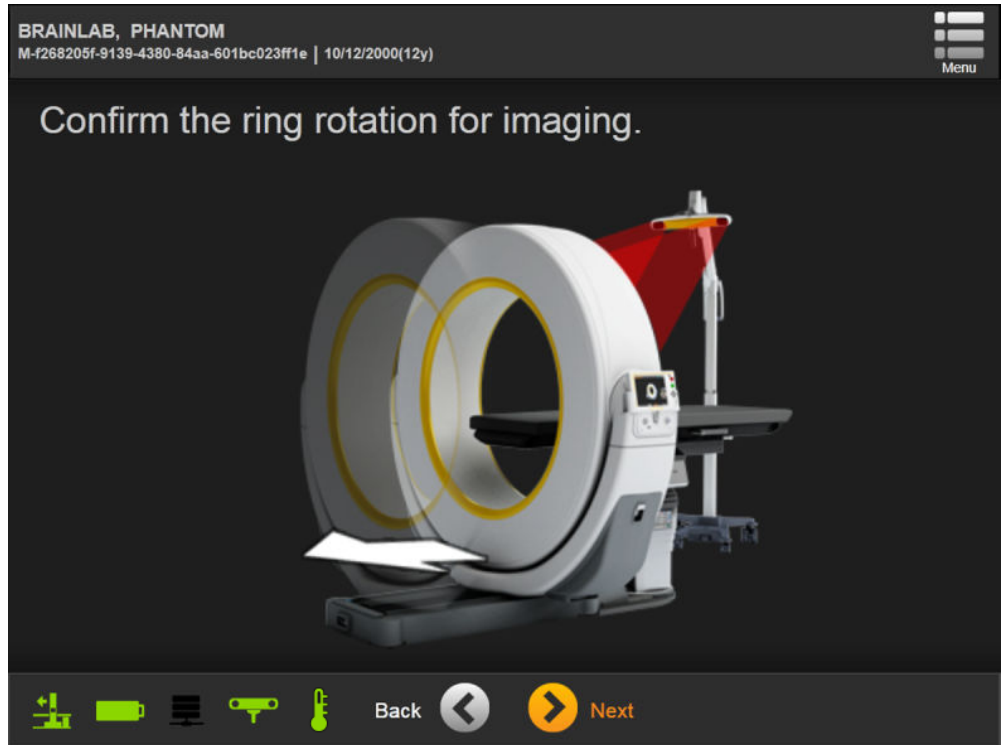 BRAINLAB, PHANTOM
M-f268205f-9139-4380-84aa-601bc023ff1e | 10/12/2000(12y)
Menu
Confirm the ring rotation for imaging.
Back
Next